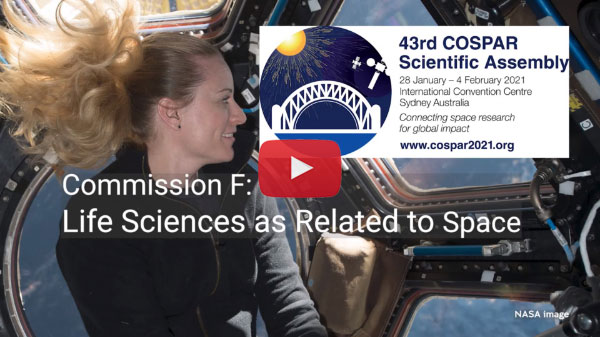 43rd COSPAR
Scientific Assembly
28 January – 4 February 2021
International Convention Centre
Sydney Australia
Connecting space research
for global impact
www.cospar2021.org
Commission F:
Life Sciences as Related to Space
NASA image